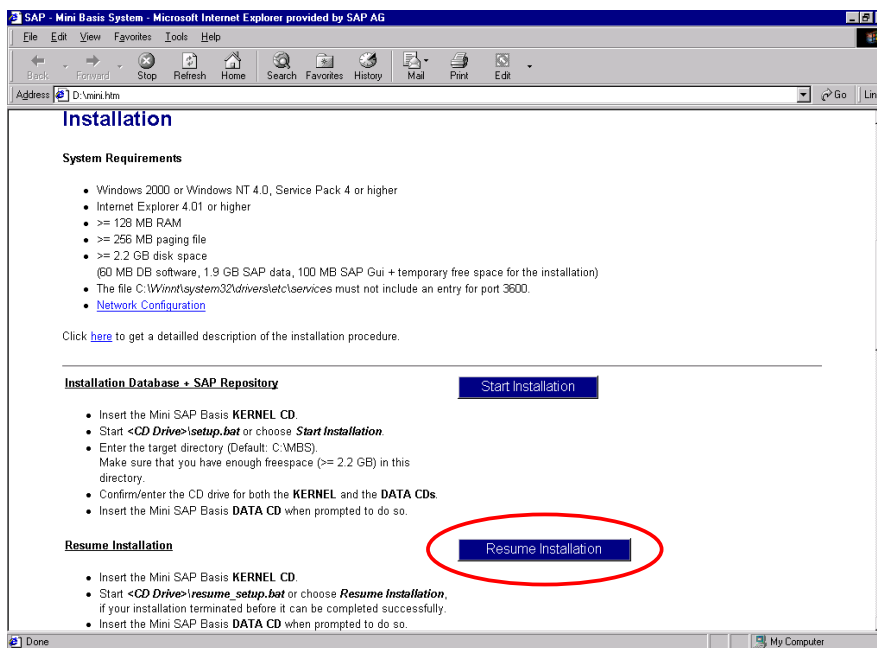 SAP - Mini Basis System - Microsoft Internet Explorer provided by SAP AG
File Edit View Favorites Tools Help
Back Forward Stop Refresh Home Search Favorites History Mail Print Edit
Address D:\mini.htm Go Lin
Installation
System Requirements
Windows 2000 or Windows NT 4.0, Service Pack 4 or higher
Internet Explorer 4.01 or higher
>= 128 MB RAM
>= 256 MB paging file
>= 2.2 GB disk space
(60 MB DB software, 1.9 GB SAP data, 100 MB SAP Gui + temporary free space for the installation)
The file C:\Winnt\system32\drivers\etc\services must not include an entry for port 3600.
Network Configuration
Click here to get a detailled description of the installation procedure.
Installation Database + SAP Repository
Start Installation
Insert the Mini SAP Basis KERNEL CD.
Start <CD Drive>\setup.bat or choose Start Installation.
Enter the target directory (Default: C:\MBS).
Make sure that you have enough freespace (>= 2.2 GB) in this
directory.
Confirm/enter the CD drive for both the KERNEL and the DATA CDs.
Insert the Mini SAP Basis DATA CD when prompted to do so.
Resume Installation
Resume Installation
Insert the Mini SAP Basis KERNEL CD.
Start <CD Drive>\resume_setup.bat or choose Resume Installation,
if your installation terminated before it can be completed successfully.
Insert the Mini SAP Basis DATA CD when prompted to do so.
Done My Computer